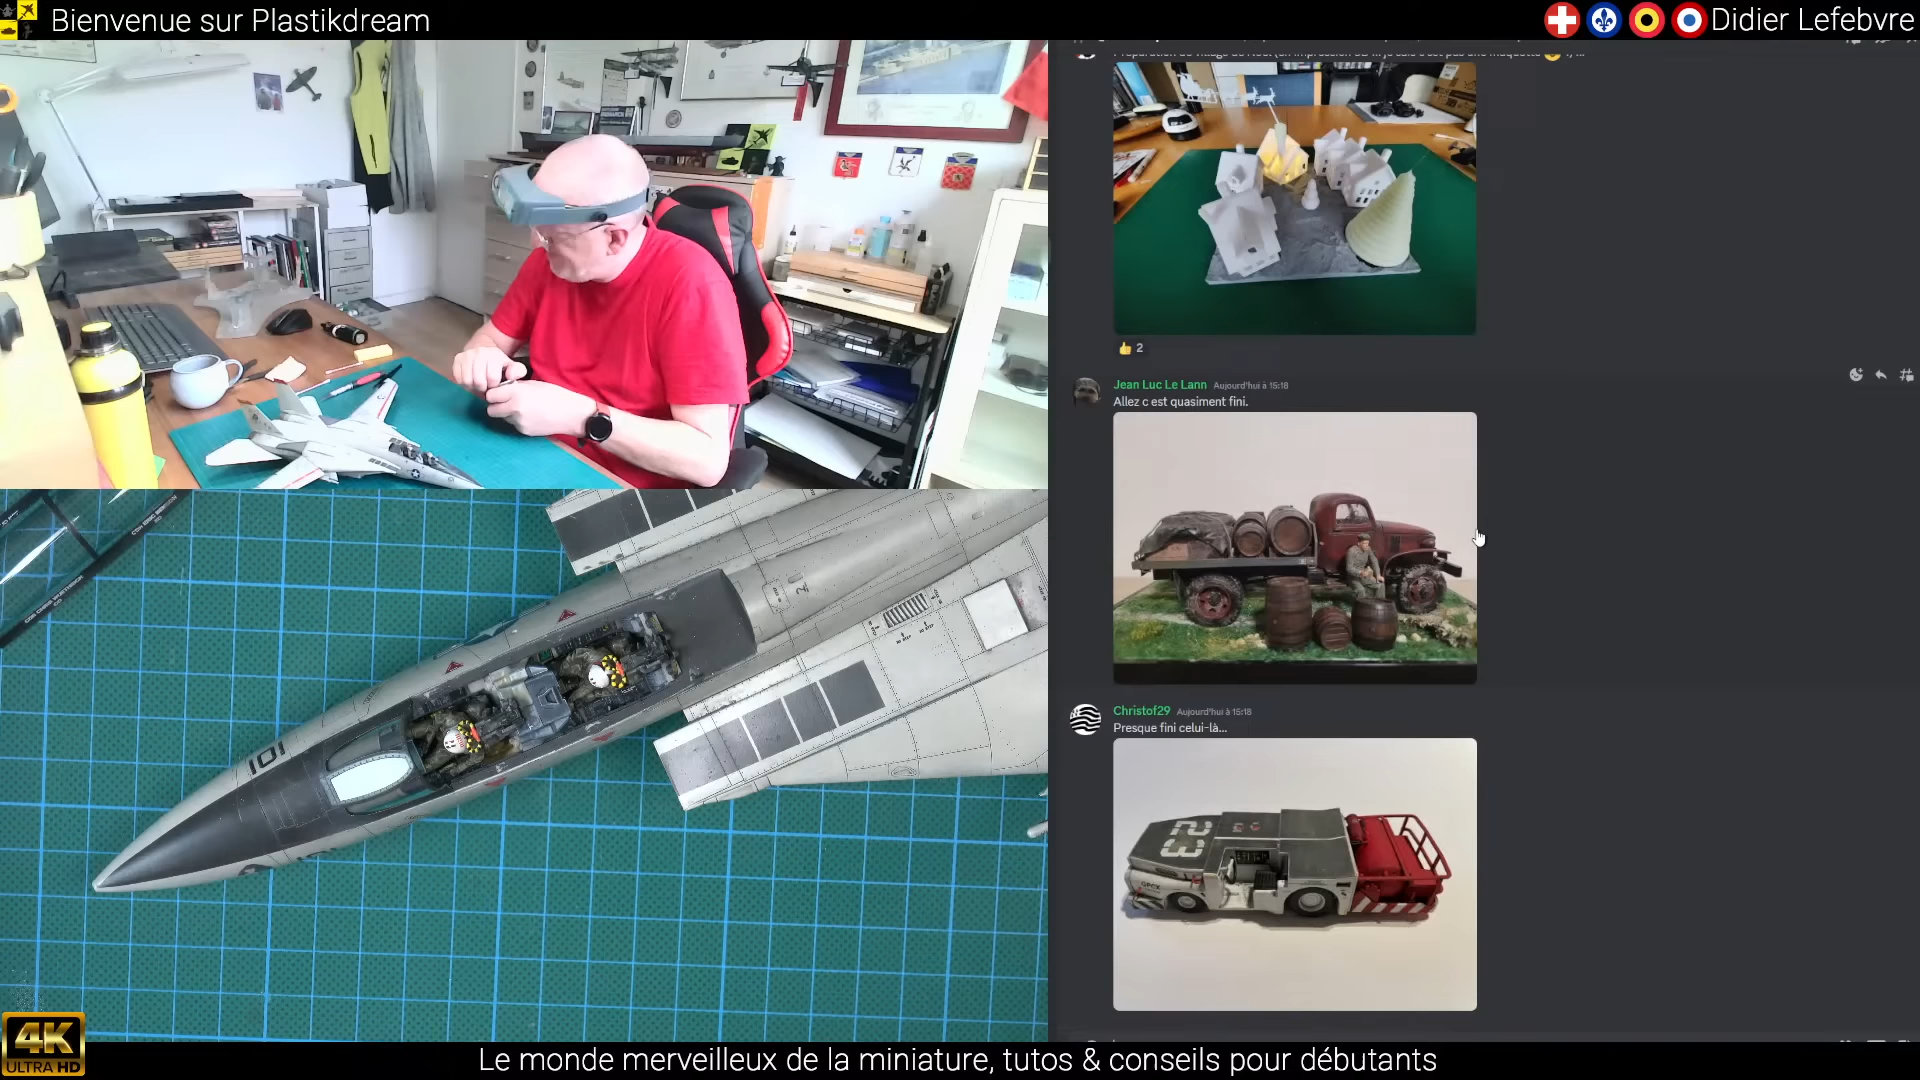 Bienvenue sur Plastikdream
Didier Lefebvre
2
Jean Luc Le Lann Aujourd'hui à 15:18
Allez c est quasiment fini.
Christof29 Aujourd'hui à 15:18
Presque fini celui-là...
23
101
2
4K
ULTRA HD
Le monde merveilleux de la miniature, tutos & conseils pour débutants